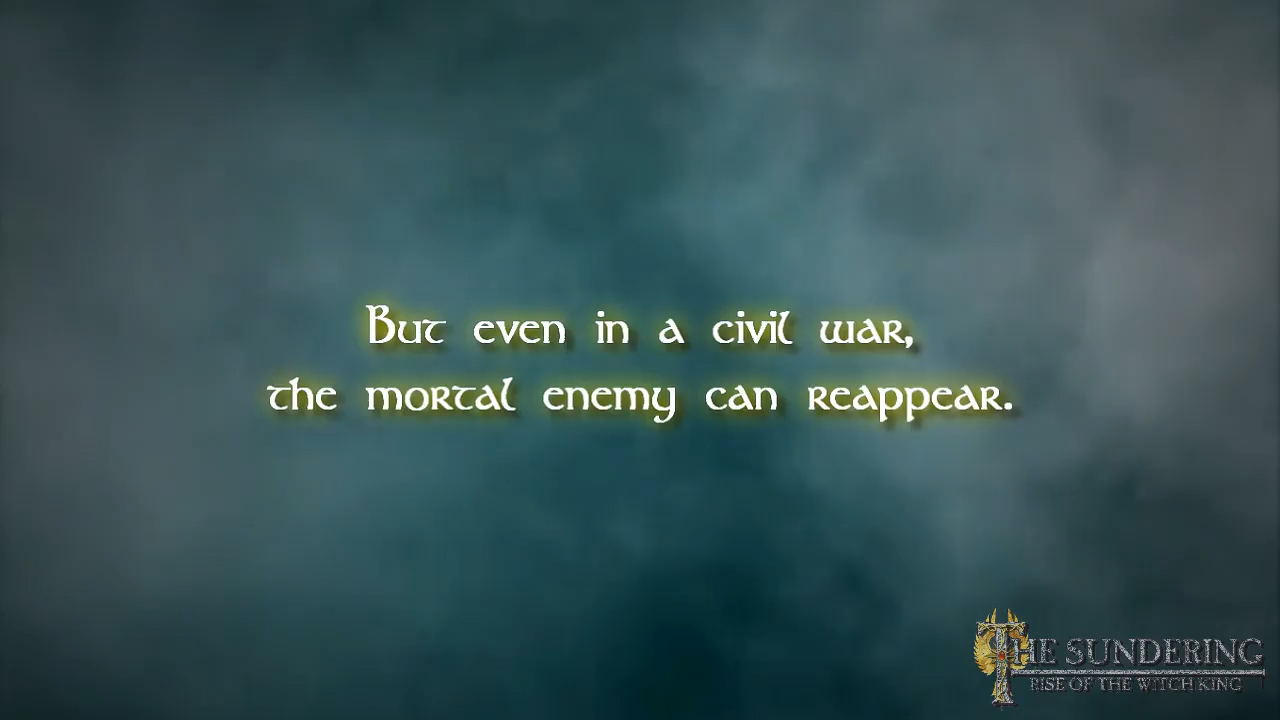 But even in a civil war,
the mortal enemy can reappear.
THE SUNDERING
RISE OF THE WITCH KING